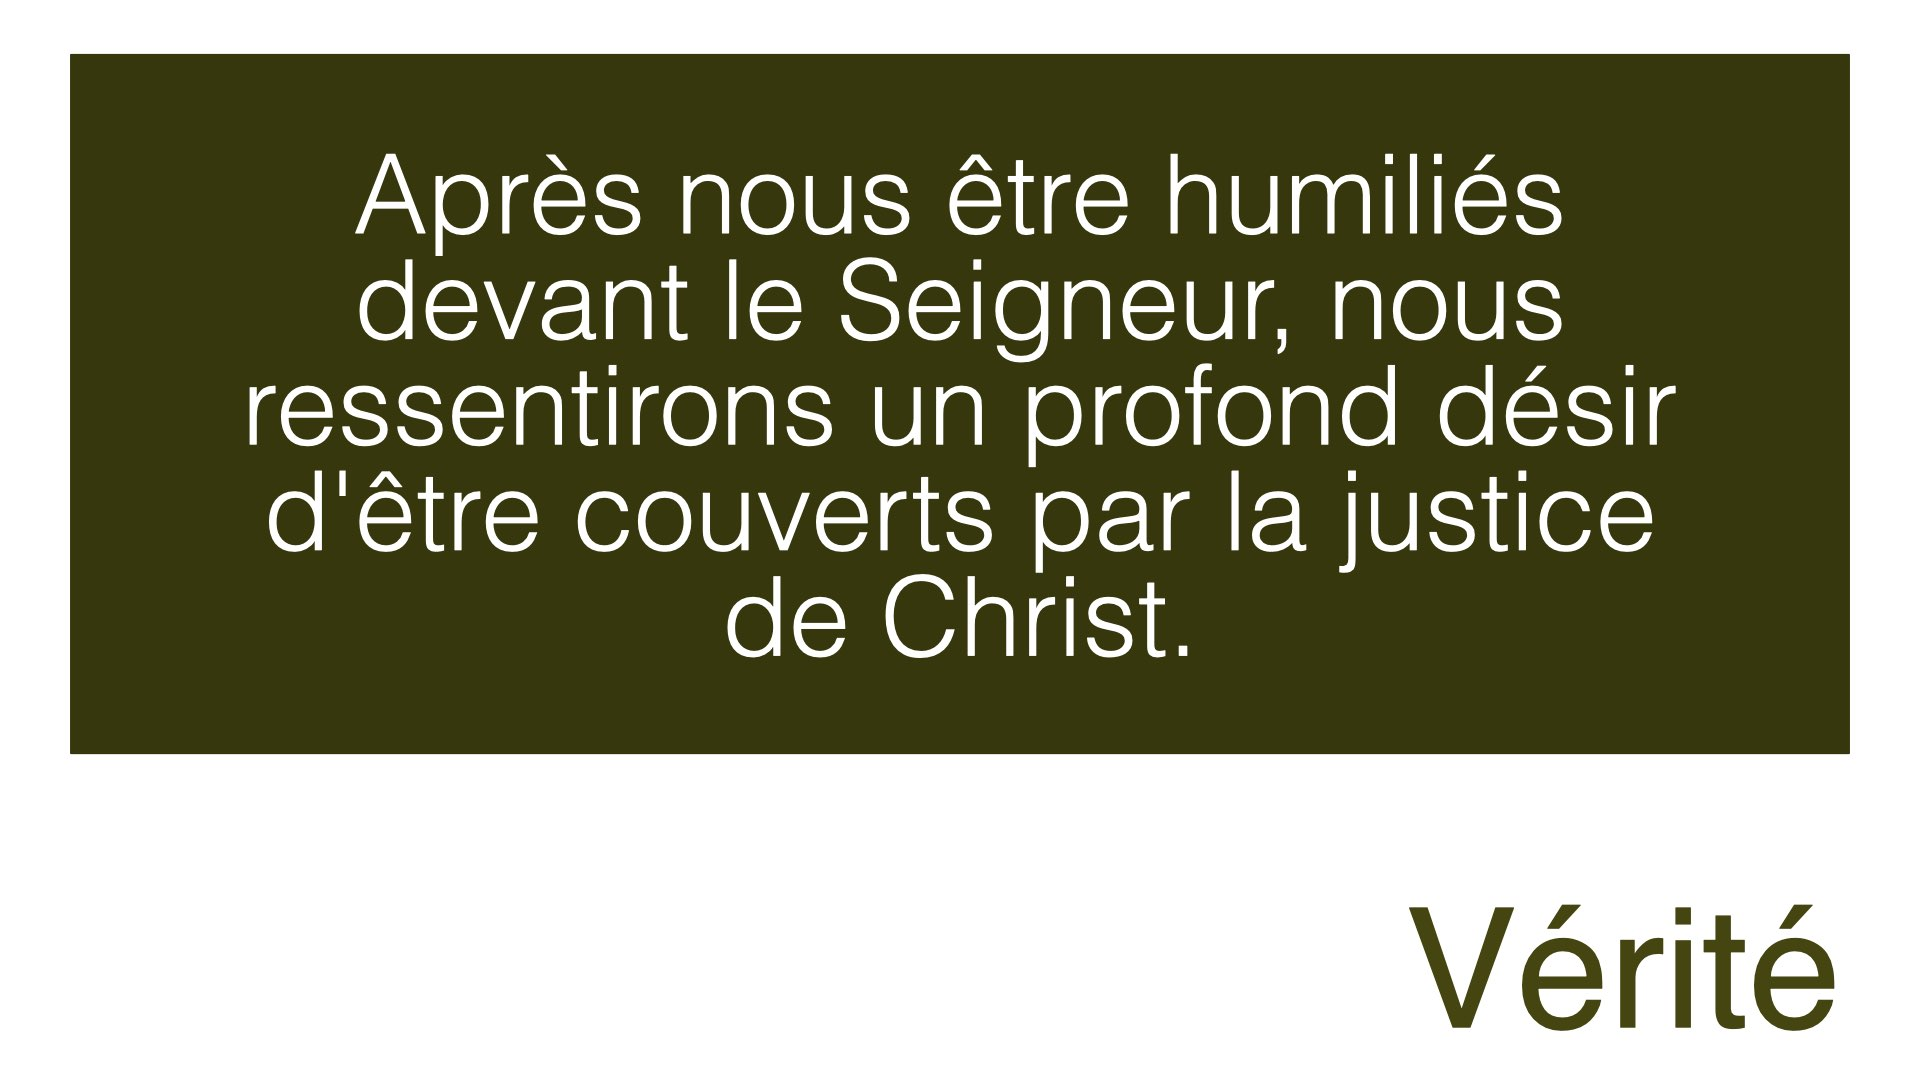 Après nous être humiliés
devant le Seigneur, nous
ressentirons un profond désir
d'être couverts par la justice
de Christ.
Vérité